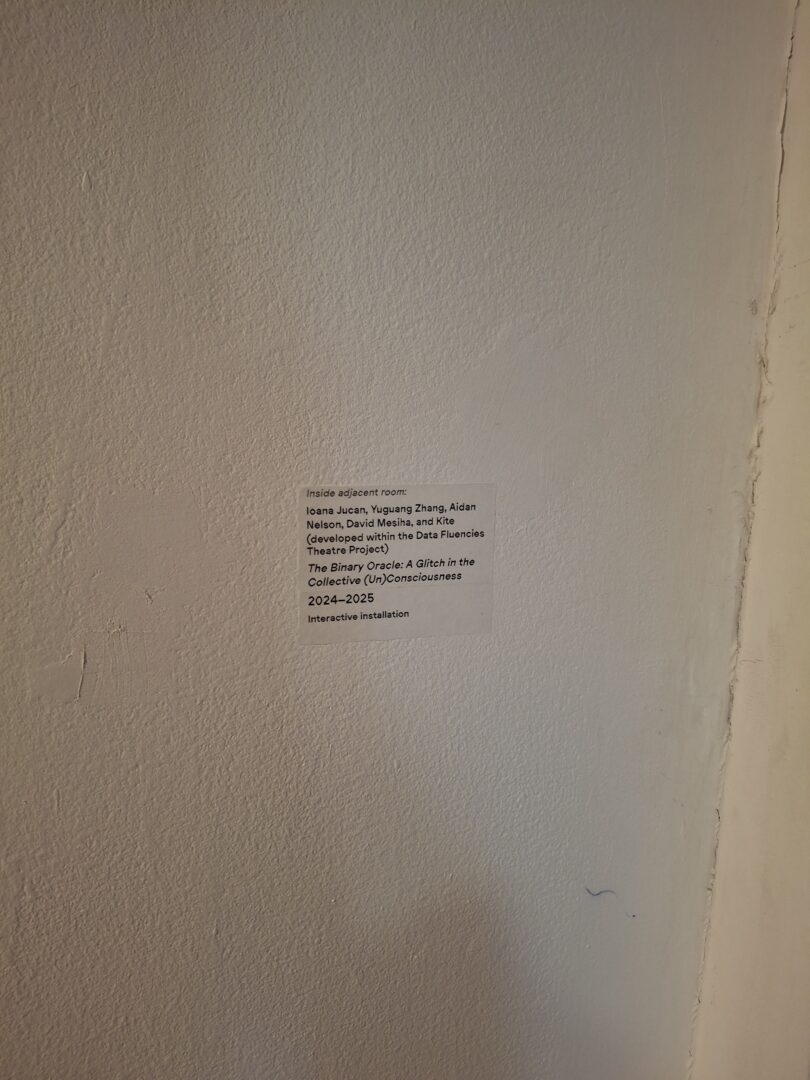 Inside adjacent room:
Ioana Jucan, Yuguang Zhang, Aidan
Nelson, David Mesiha, and Kite
(developed within the Data Fluencies
Theatre Project)
The Binary Oracle: A Glitch in the
Collective (Un)Consciousness
2024–2025
Interactive installation